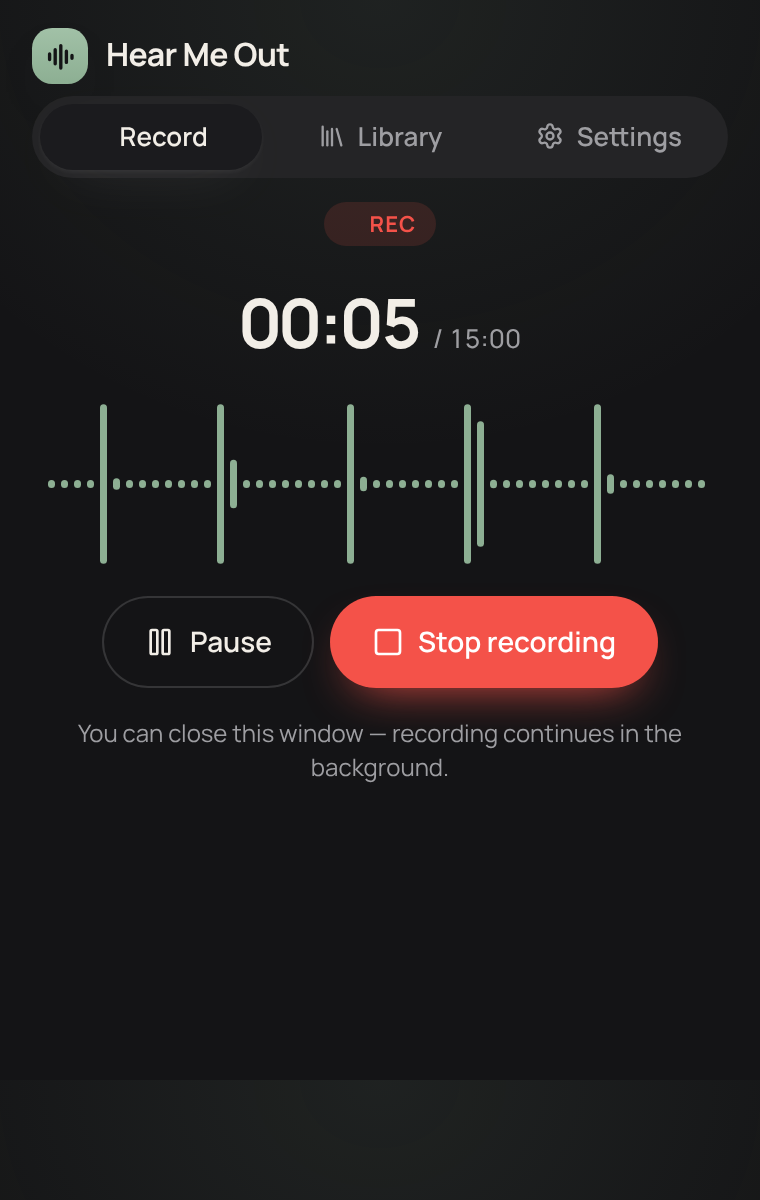 Hear Me Out
Record Library Settings
REC
00:05 / 15:00
Pause Stop recording
You can close this window — recording continues in the
background.